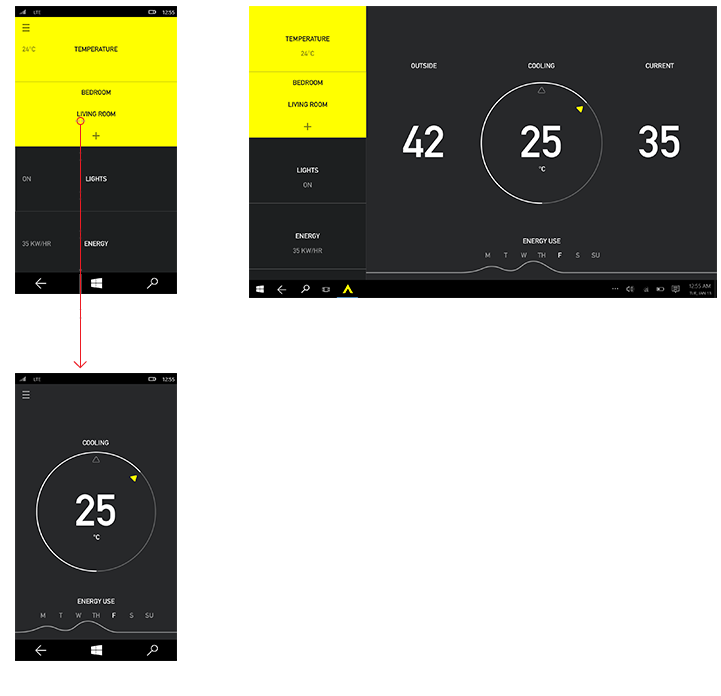 LTE 12:55
24°C TEMPERATURE
BEDROOM
LIVING ROOM
+
ON LIGHTS
35 KW/HR ENERGY
TEMPERATURE
24°C
BEDROOM
LIVING ROOM
+
LIGHTS
ON
ENERGY
35 KW/HR
OUTSIDE COOLING CURRENT
42 25 35
°C
ENERGY USE
M T W TH F S SU
12:55 AM
LTE 12:55
COOLING
25
°C
ENERGY USE
M T W TH F S SU